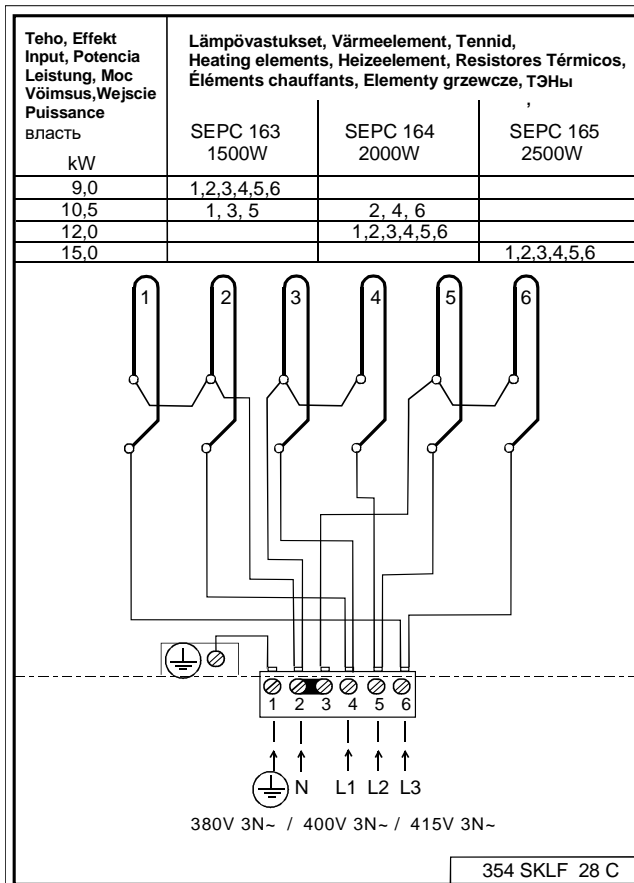 Teho, Effekt
Input, Potencia
Leistung, Moc
Võimsus,Wejscie
Puissance
власть
kW
Lämpövastukset, Värmeelement, Tennid,
Heating elements, Heizeelement, Resistores Térmicos,
Éléments chauffants, Elementy grzewcze, ТЭНы
,
SEPC 163 SEPC 164 SEPC 165
1500W 2000W 2500W
9,0 1,2,3,4,5,6
10,5 1, 3, 5 2, 4, 6
12,0 1,2,3,4,5,6
15,0 1,2,3,4,5,6
1 2 3 4 5 6
1 2 3 4 5 6
N L1 L2 L3
380V 3N~ / 400V 3N~ / 415V 3N~
354 SKLF 28 C